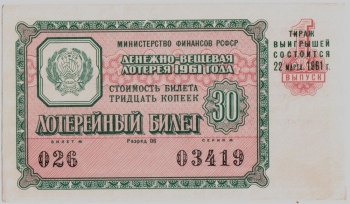 МИНИСТЕРСТВО ФИНАНСОВ РСФСР
ДЕНЕЖНО-ВЕЩЕВАЯ
ЛОТЕРЕЯ 1961 ГОДА
СТОИМОСТЬ БИЛЕТА
ТРИДЦАТЬ КОПЕЕК
30
ЛОТЕРЕЙНЫЙ БИЛЕТ
БИЛЕТ № Разряд 06 СЕРИЯ №
026 03419
ТИРАЖ
ВЫИГРЫШЕЙ
СОСТОИТСЯ
22 марта 1961 г.
1
ВЫПУСК